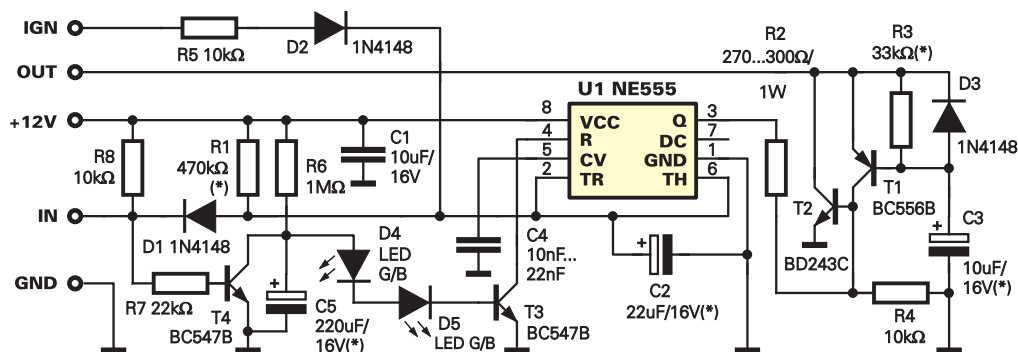 IGN
R5 10kΩ
D2
1N4148
OUT
R2
270...300Ω/
1W
R3
33kΩ(*)
D3
1N4148
U1 NE555
+12V
8
4
5
2
VCC
R
CV
TR
Q
DC
GND
TH
3
7
1
6
R8
10kΩ
R1
470kΩ
(*)
R6
1MΩ
C1
10uF/
16V
T1
BC556B
T2
BD243C
IN
D1 1N4148
D4
LED
G/B
C4
10nF...
22nF
+
C2
22uF/16V(*)
+
C3
10uF/
16V(*)
GND
R7 22kΩ
T4
BC547B
+
C5
220uF/
16V(*)
D5
LED G/B
T3
BC547B
R4
10kΩ